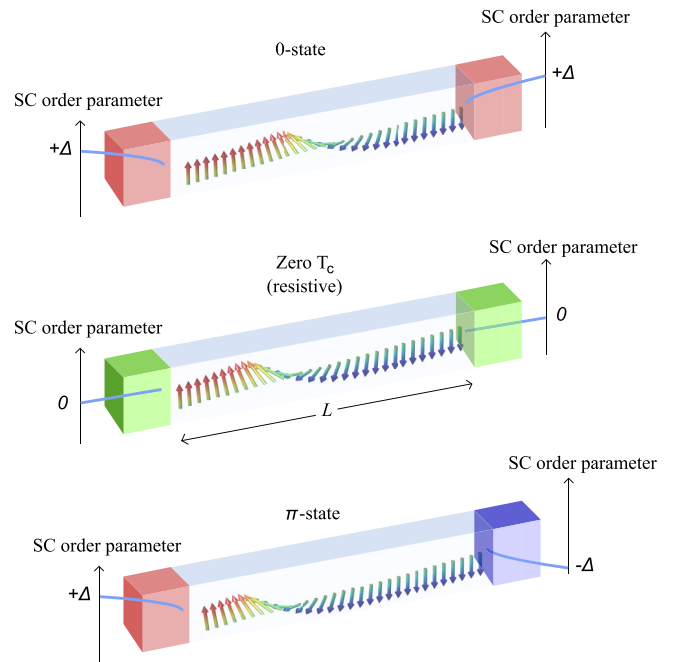 SC order parameter
0-state
+Δ
SC order parameter
+Δ
SC order parameter
Zero Tc
(resistive)
0
SC order parameter
0
L
SC order parameter
π-state
SC order parameter
-Δ
+Δ